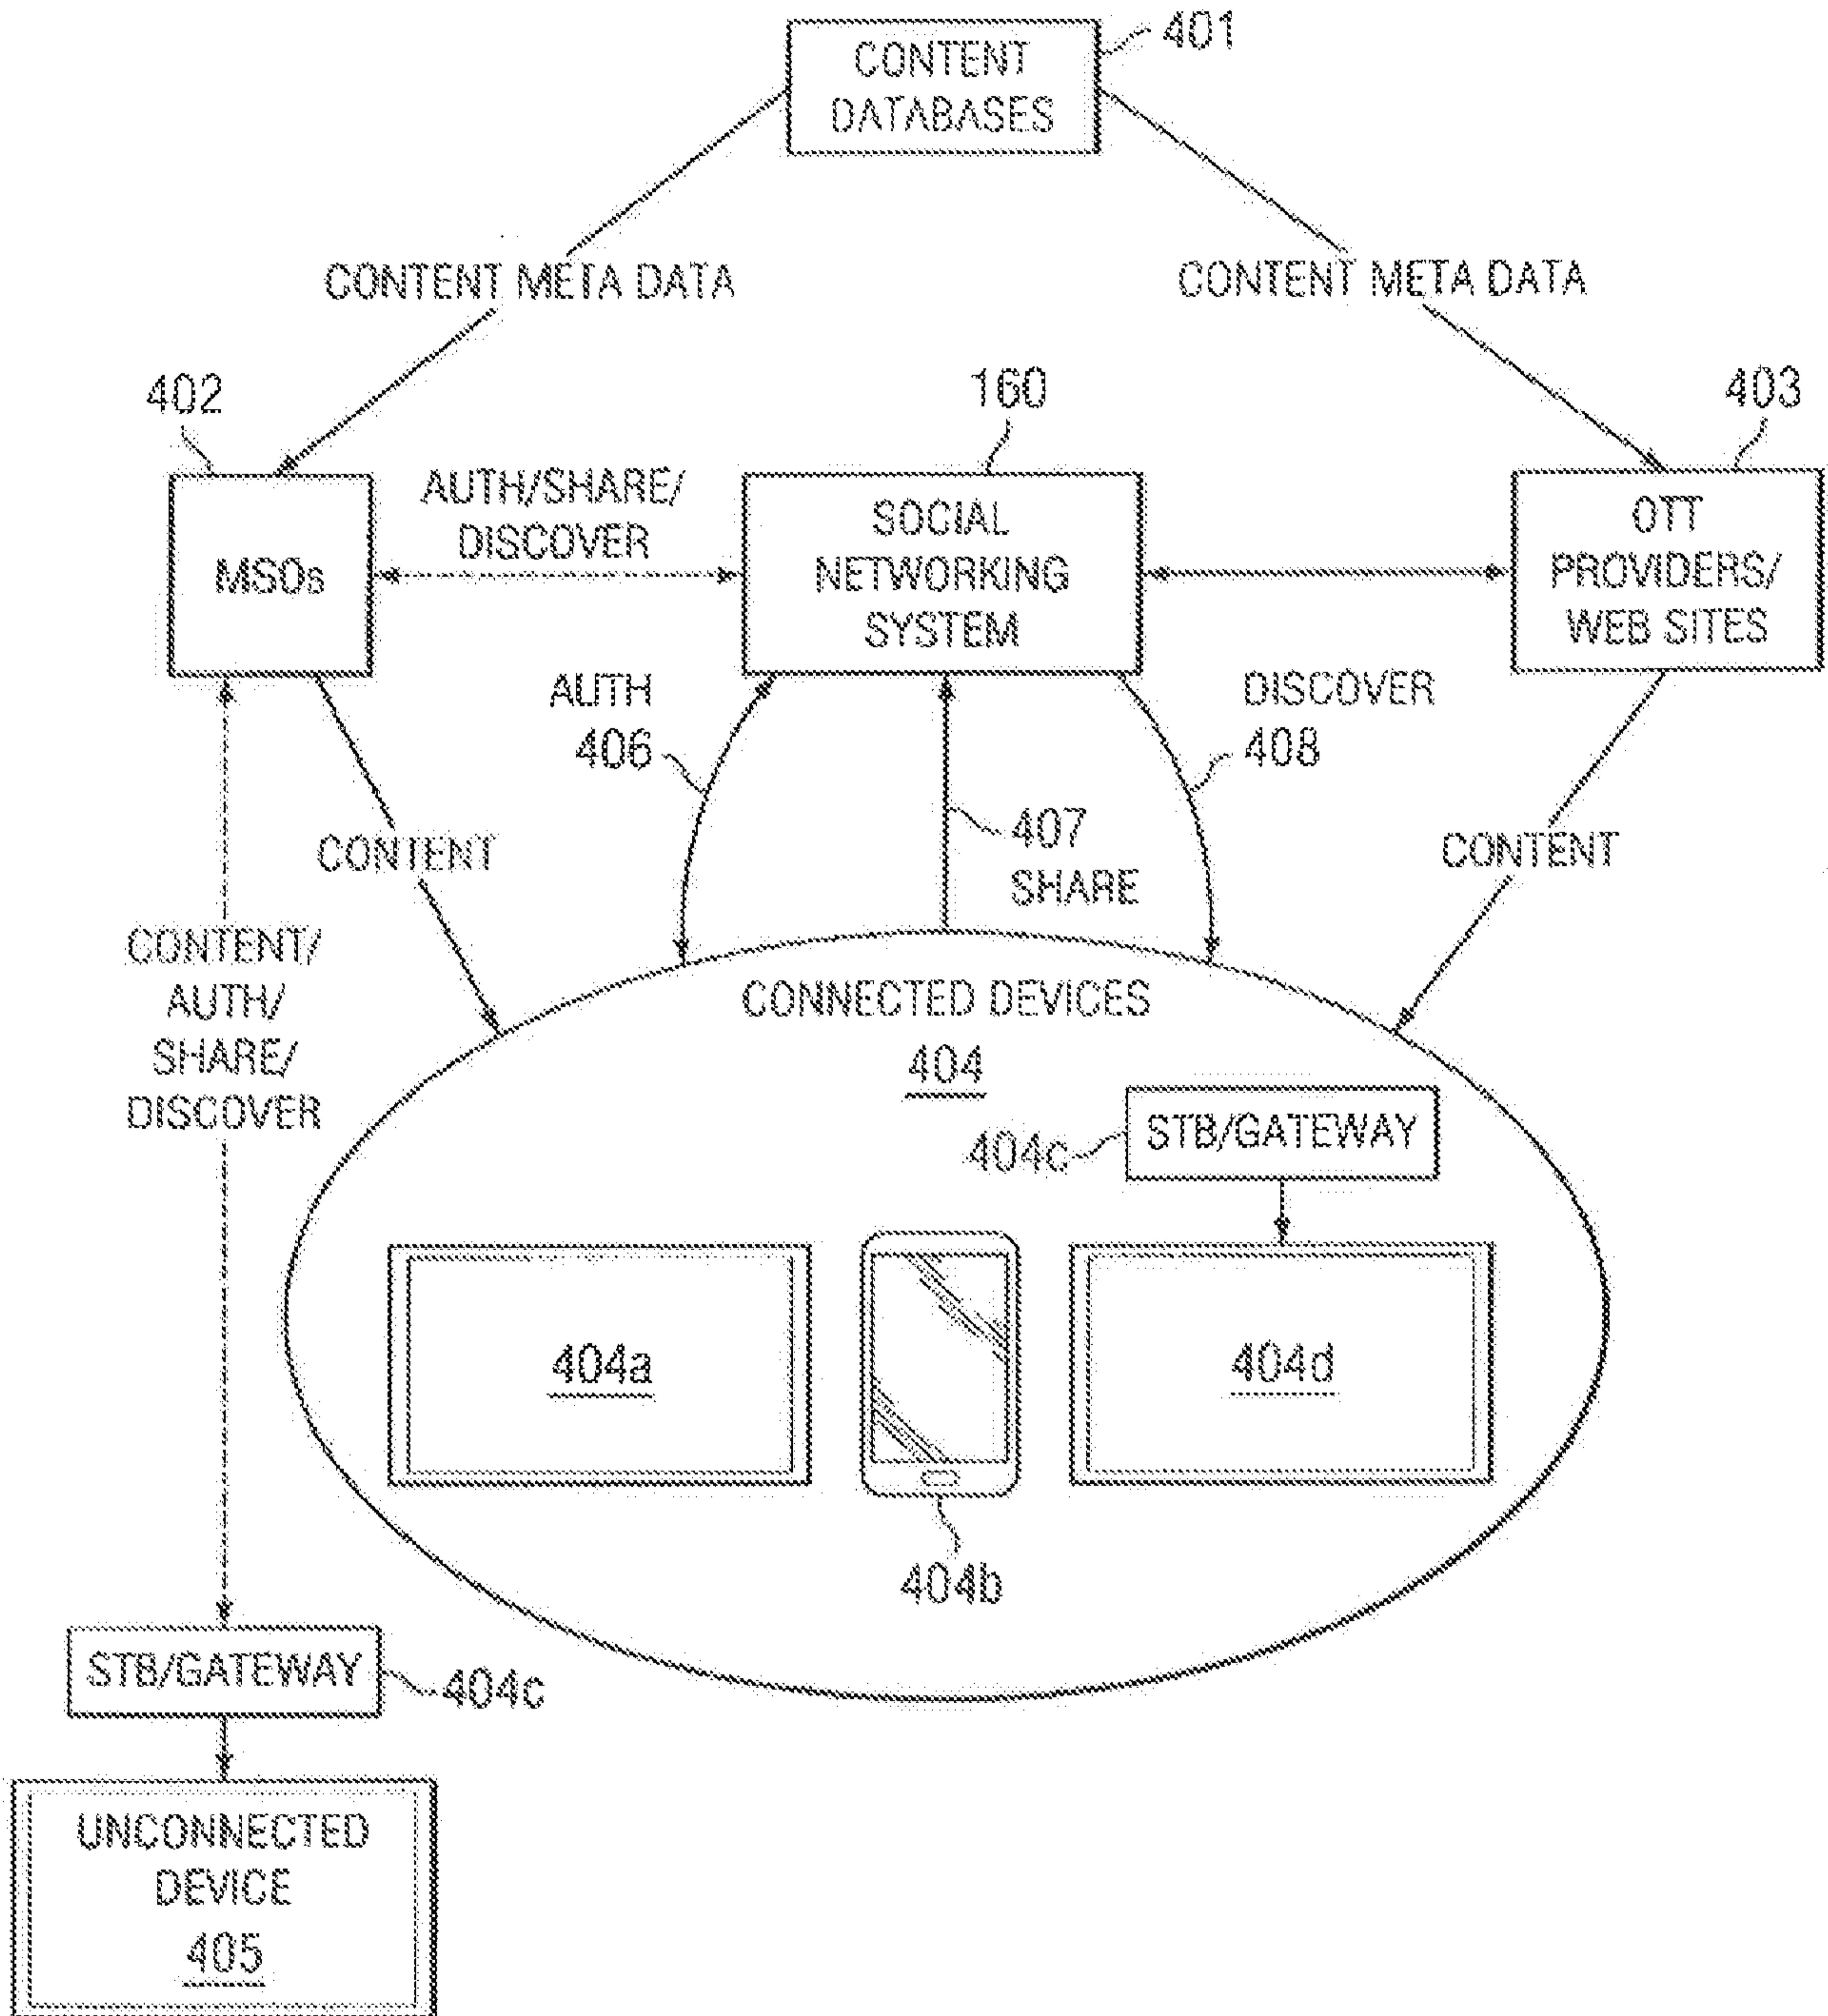 401
CONTENT
DATABASES
CONTENT META DATA
CONTENT META DATA
402
160
403
AUTH/SHARE/
DISCOVER
MSOs
SOCIAL
NETWORKING
SYSTEM
OTT
PROVIDERS/
WEB SITES
AUTH
406
DISCOVER
408
407
SHARE
CONTENT
CONTENT
CONTENT/
AUTH/
SHARE/
DISCOVER
CONNECTED DEVICES
404
404c
STB/GATEWAY
404a
404d
404b
STB/GATEWAY
404c
UNCONNECTED
DEVICE
405